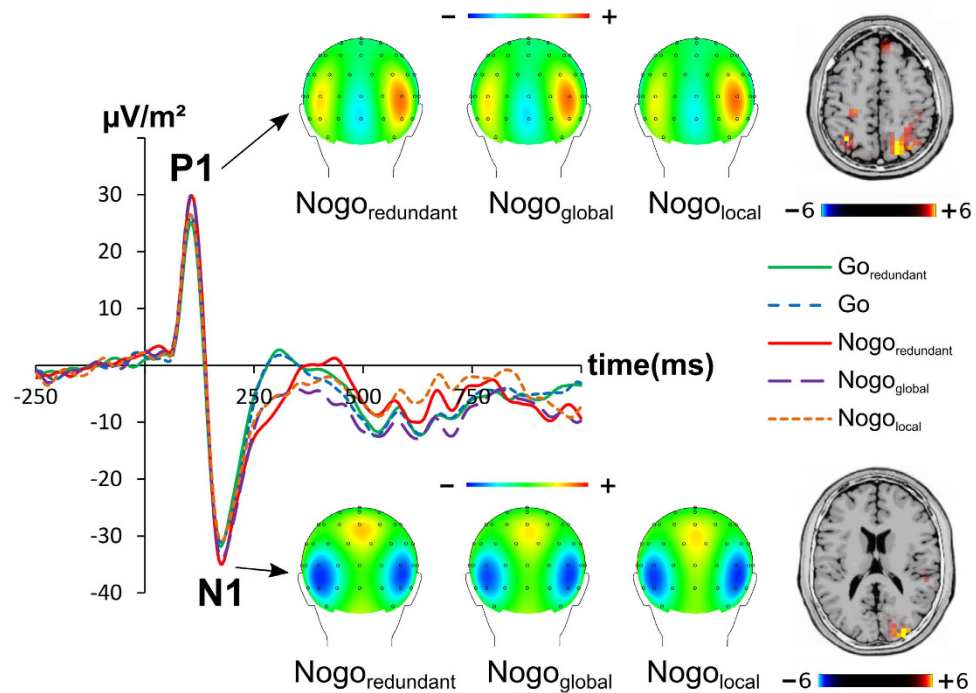 − +
µV/m²
P1
Nogoredundant Nogoglobal Nogolocal
−6 +6
30
20
10
-250 250 500 750
time(ms)
-10
-20
-30
-40
N1
Goredundant
Go
Nogoredundant
Nogoglobal
Nogolocal
− +
Nogoredundant Nogoglobal Nogolocal
−6 +6